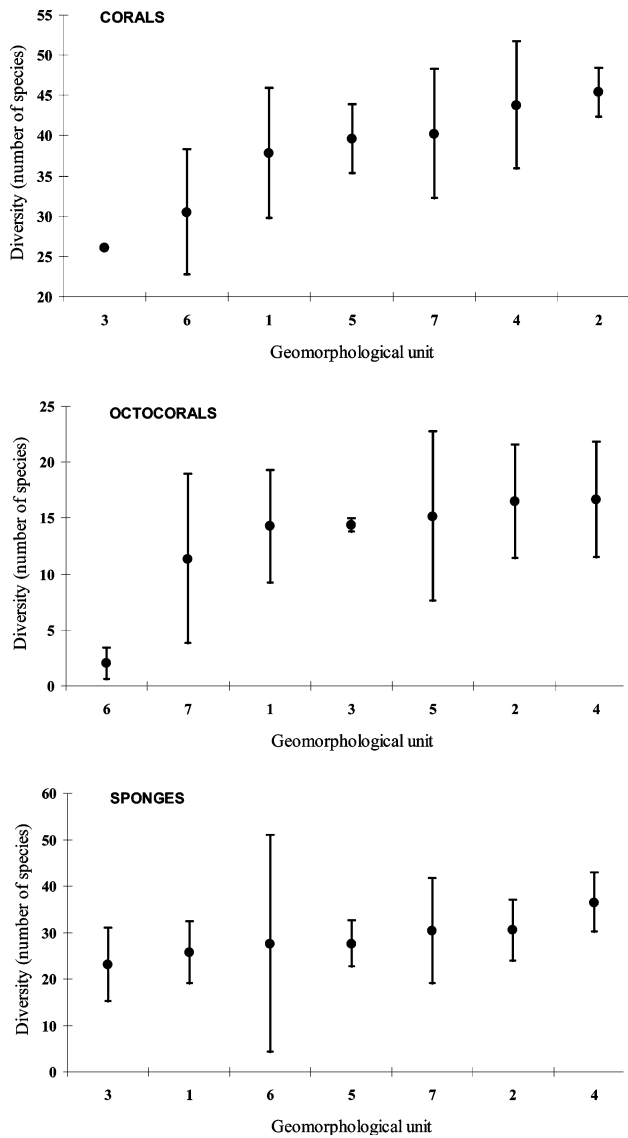 CORALS
Diversity (number of species)
55
50
45
40
35
30
25
20
3 6 1 5 7 4 2
Geomorphological unit
OCTOCORALS
Diversity (number of species)
25
20
15
10
5
0
6 7 1 3 5 2 4
Geomorphological unit
SPONGES
Diversity (number of species)
60
50
40
30
20
10
0
3 1 6 5 7 2 4
Geomorphological unit